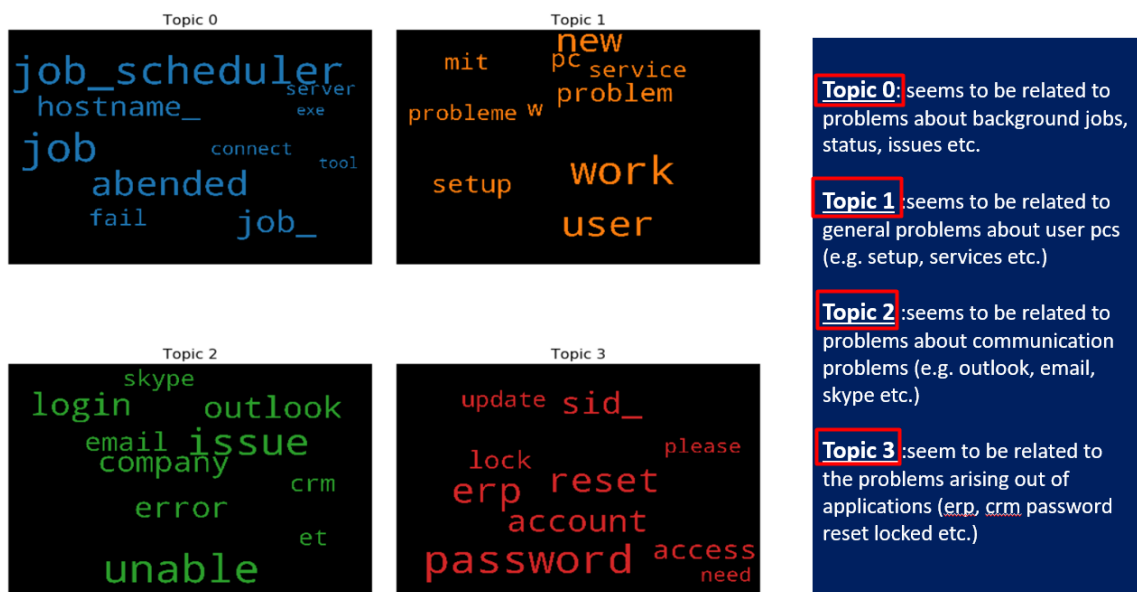 Topic 0
job_scheduler
server
hostname_
exe
job
connect
tool
abended
fail
job_
Topic 1
new
mit
pc
service
problem
probleme
w
work
setup
user
Topic 2
skype
login
outlook
email
issue
company
crm
error
et
unable
Topic 3
update
sid_
please
lock
reset
erp
account
password
access
need
Topic 0: seems to be related to
problems about background jobs,
status, issues etc.
Topic 1 :seems to be related to
general problems about user pcs
(e.g. setup, services etc.)
Topic 2 :seems to be related to
problems about communication
problems (e.g. outlook, email,
skype etc.)
Topic 3 :seem to be related to
the problems arising out of
applications (erp, crm password
reset locked etc.)